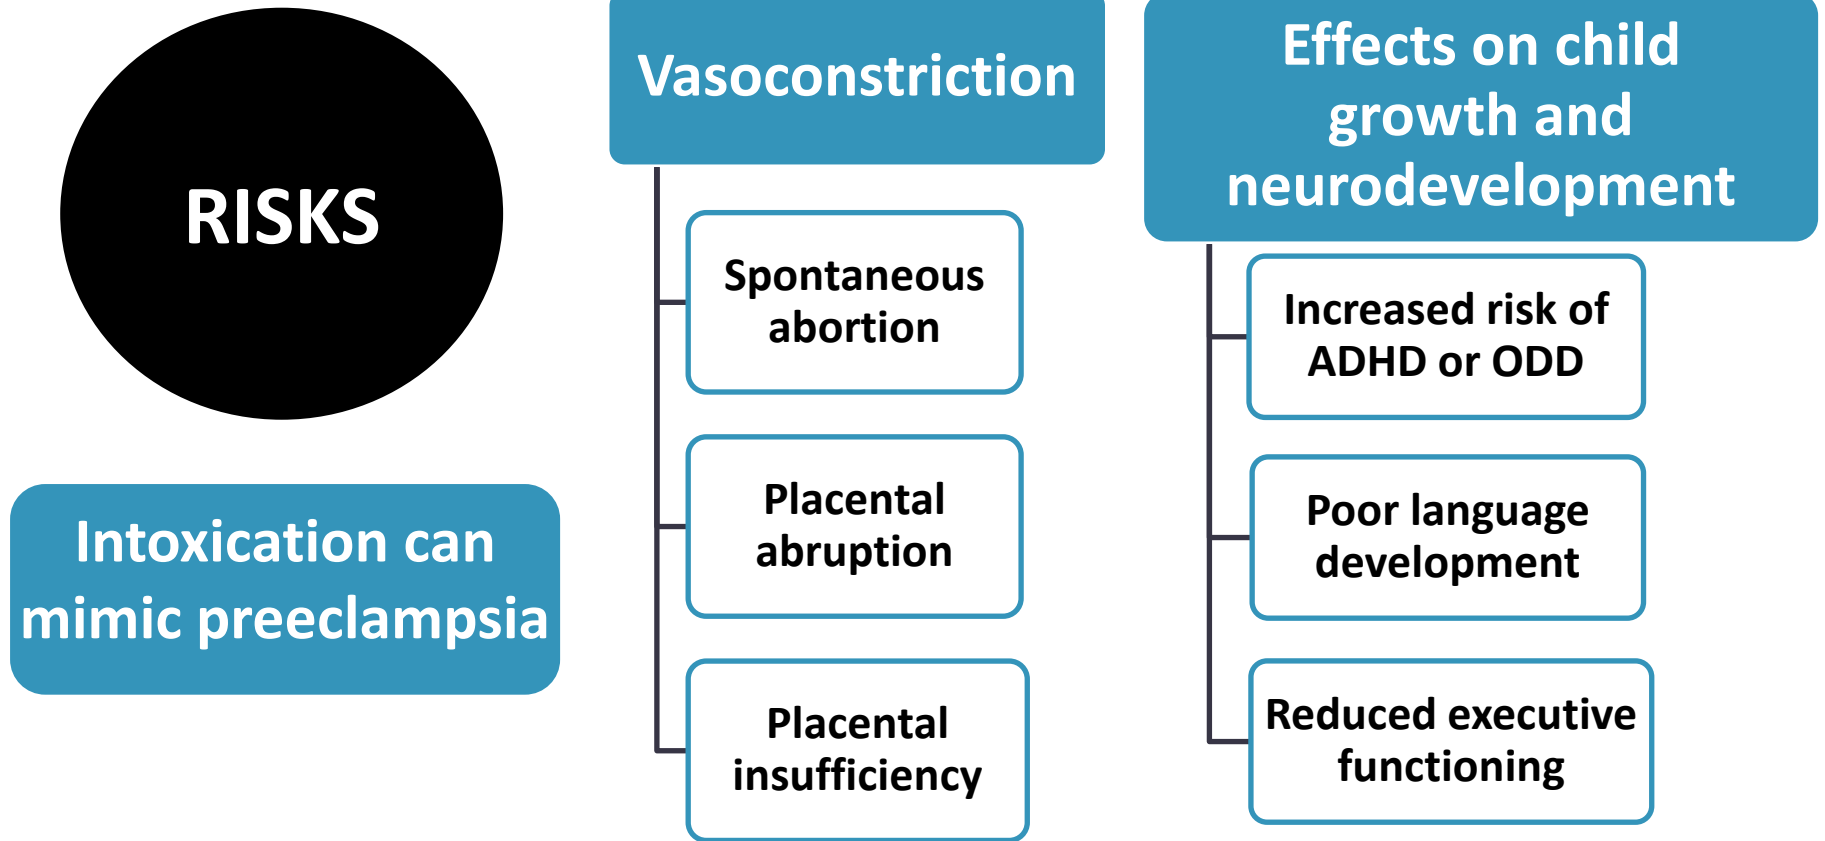 RISKS
Intoxication can
mimic preeclampsia
Vasoconstriction
Spontaneous
abortion
Placental
abruption
Placental
insufficiency
Effects on child
growth and
neurodevelopment
Increased risk of
ADHD or ODD
Poor language
development
Reduced executive
functioning